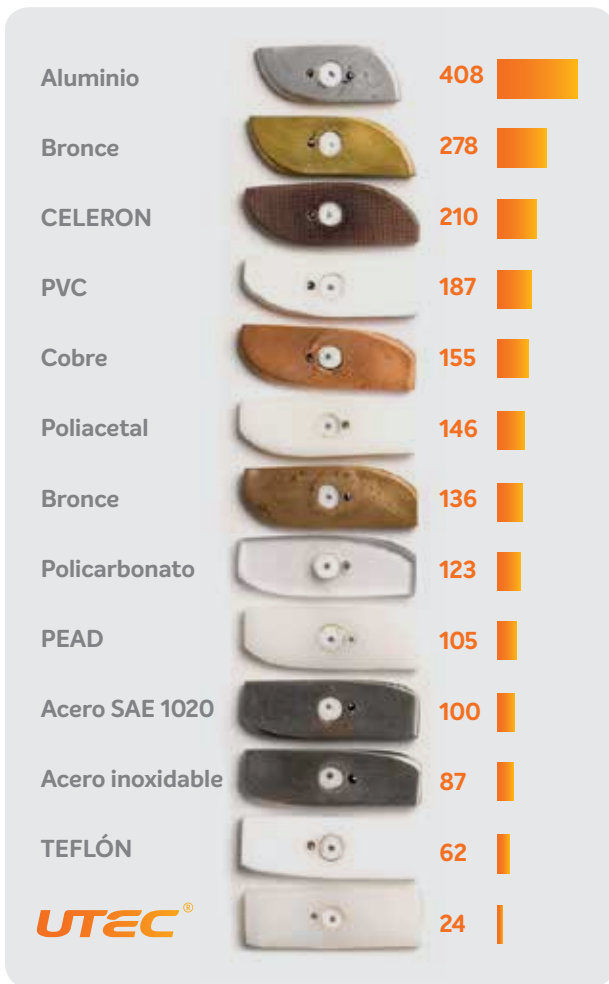 Aluminio 408
Bronce 278
CELERON 210
PVC 187
Cobre 155
Poliacetal 146
Bronce 136
Policarbonato 123
PEAD 105
Acero SAE 1020 100
Acero inoxidable 87
TEFLÓN 62
UTEC® 24